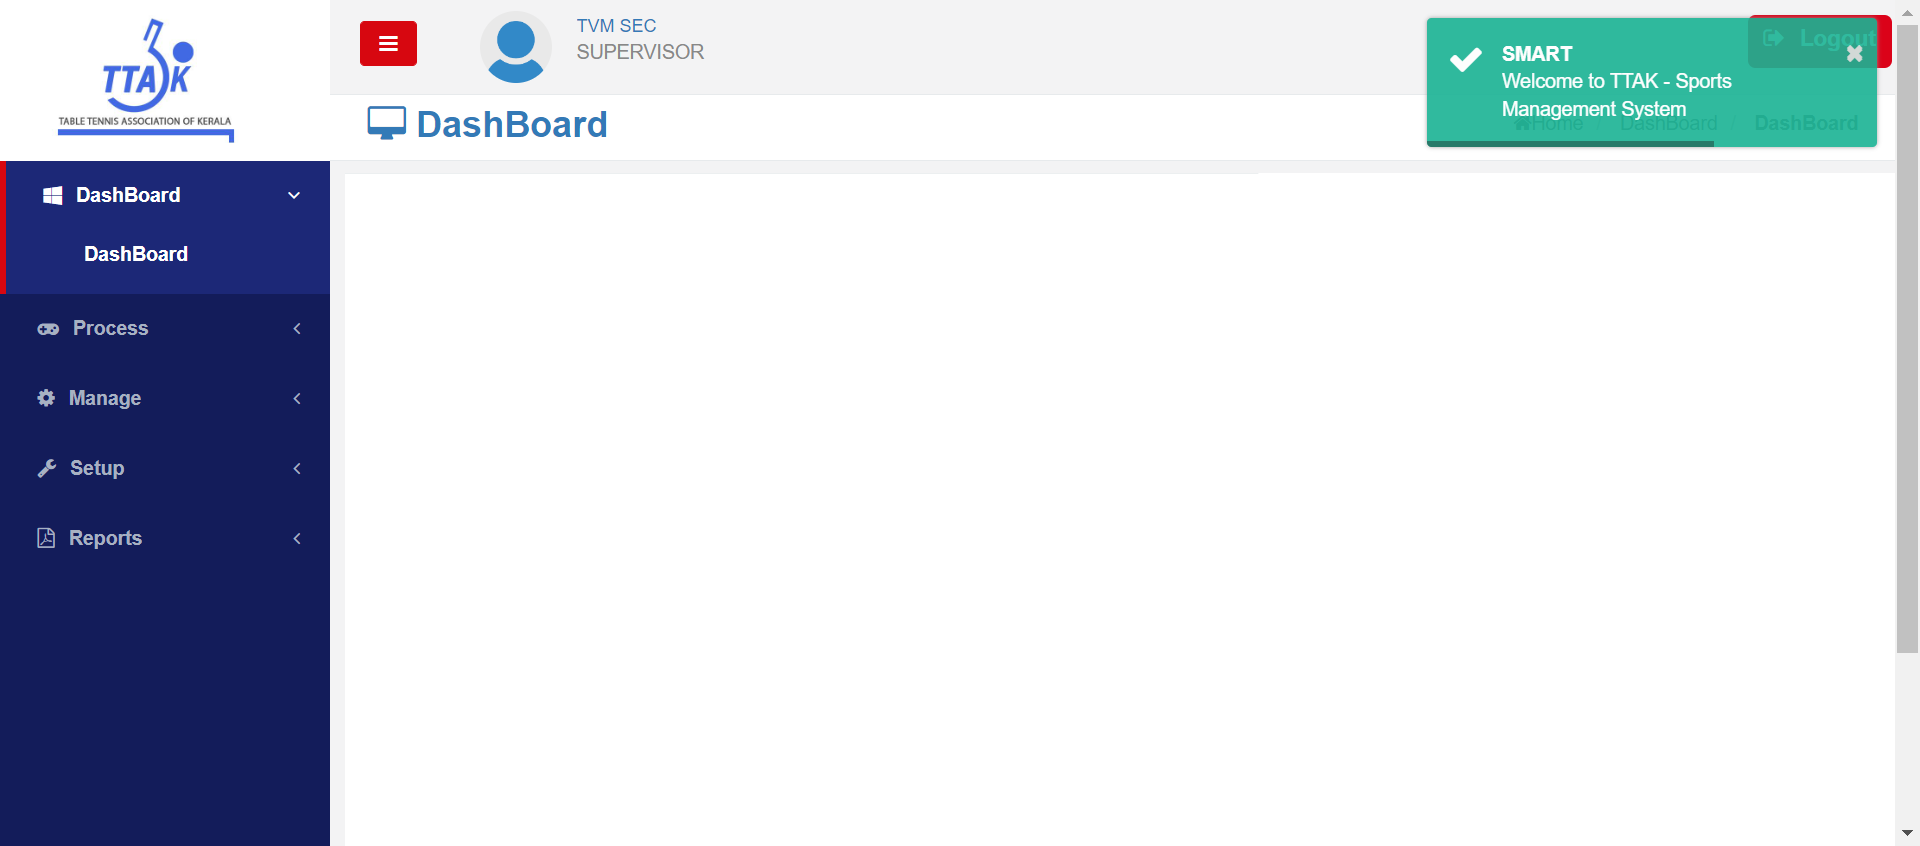 TTAK
TABLE TENNIS ASSOCIATION OF KERALA
TVM SEC
SUPERVISOR
Logout
SMART
Welcome to TTAK - Sports
Management System
DashBoard
Home / DashBoard / DashBoard
DashBoard
DashBoard
Process
Manage
Setup
Reports